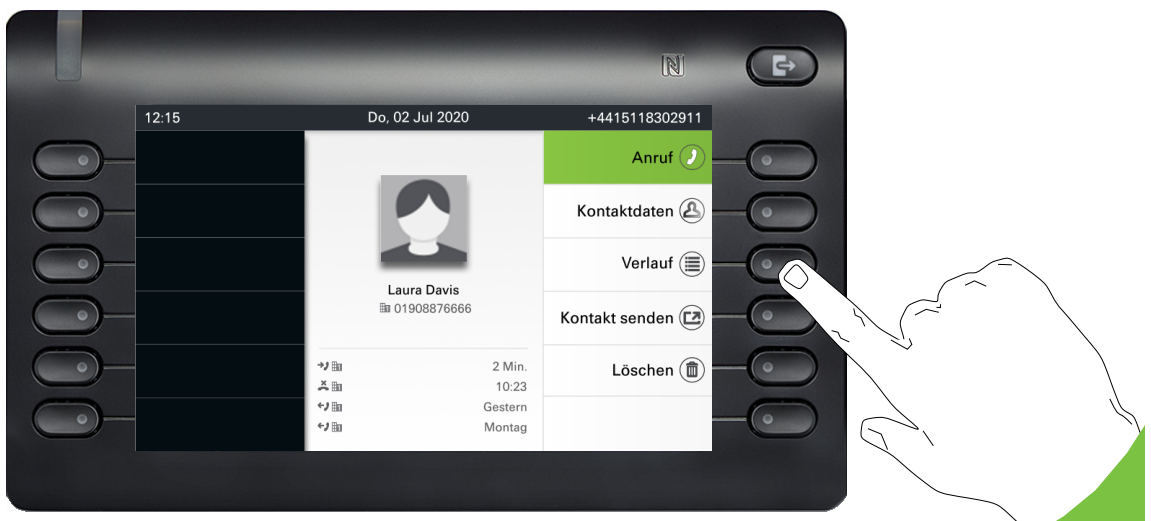 12:15 Do, 02 Jul 2020 +4415118302911
Anruf
Kontaktdaten
Verlauf
Kontakt senden
Löschen
Laura Davis
01908876666
2 Min.
10:23
Gestern
Montag